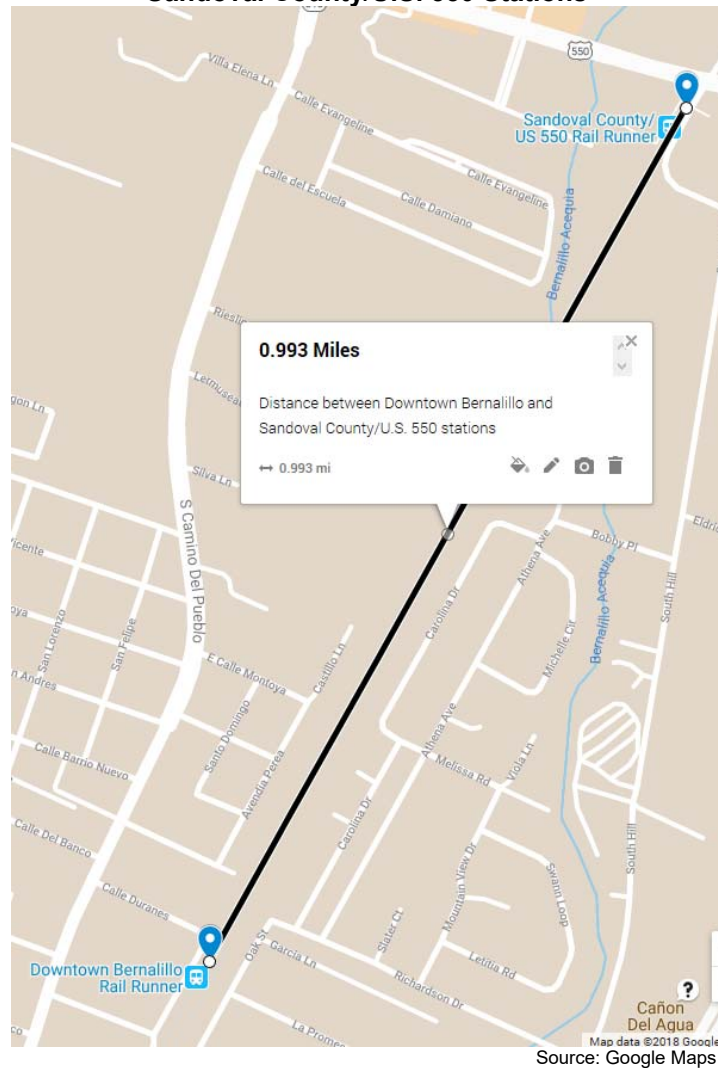 Sandoval County/U.S. 550 Stations
550
Villa Elena Ln
Calle Evangeline
Sandoval County/
US 550 Rail Runner
Calle Evangeline
Calle del Escuela
Calle Damiano
Bernalillo Acequia
Riesling
0.993 Miles
Distance between Downtown Bernalillo and
Sandoval County/U.S. 550 stations
0.993 mi
Silva Ln
S Camino Del Pueblo
Bobby Pl
Athena Ave
Carolina Dr
South Hill
Bernalillo Acequia
Michelle Cir
San Lorenzo
San Felipe
E Calle Montoya
Castillo Ln
Santo Domingo
Avendia Perea
Athena Ave
Melissa Rd
Viola Ln
Calle Barrio Nuevo
Carolina Dr
Calle Del Banco
South Hill
Mountain View Dr
Swann Loop
Calle Duranes
Slater Ct
Oak St
Garcia Ln
Letitia Rd
Richardson Dr
Downtown Bernalillo
Rail Runner
La Prome
?
Cañon
Del Agua
Map data ©2018 Google
Source: Google Maps